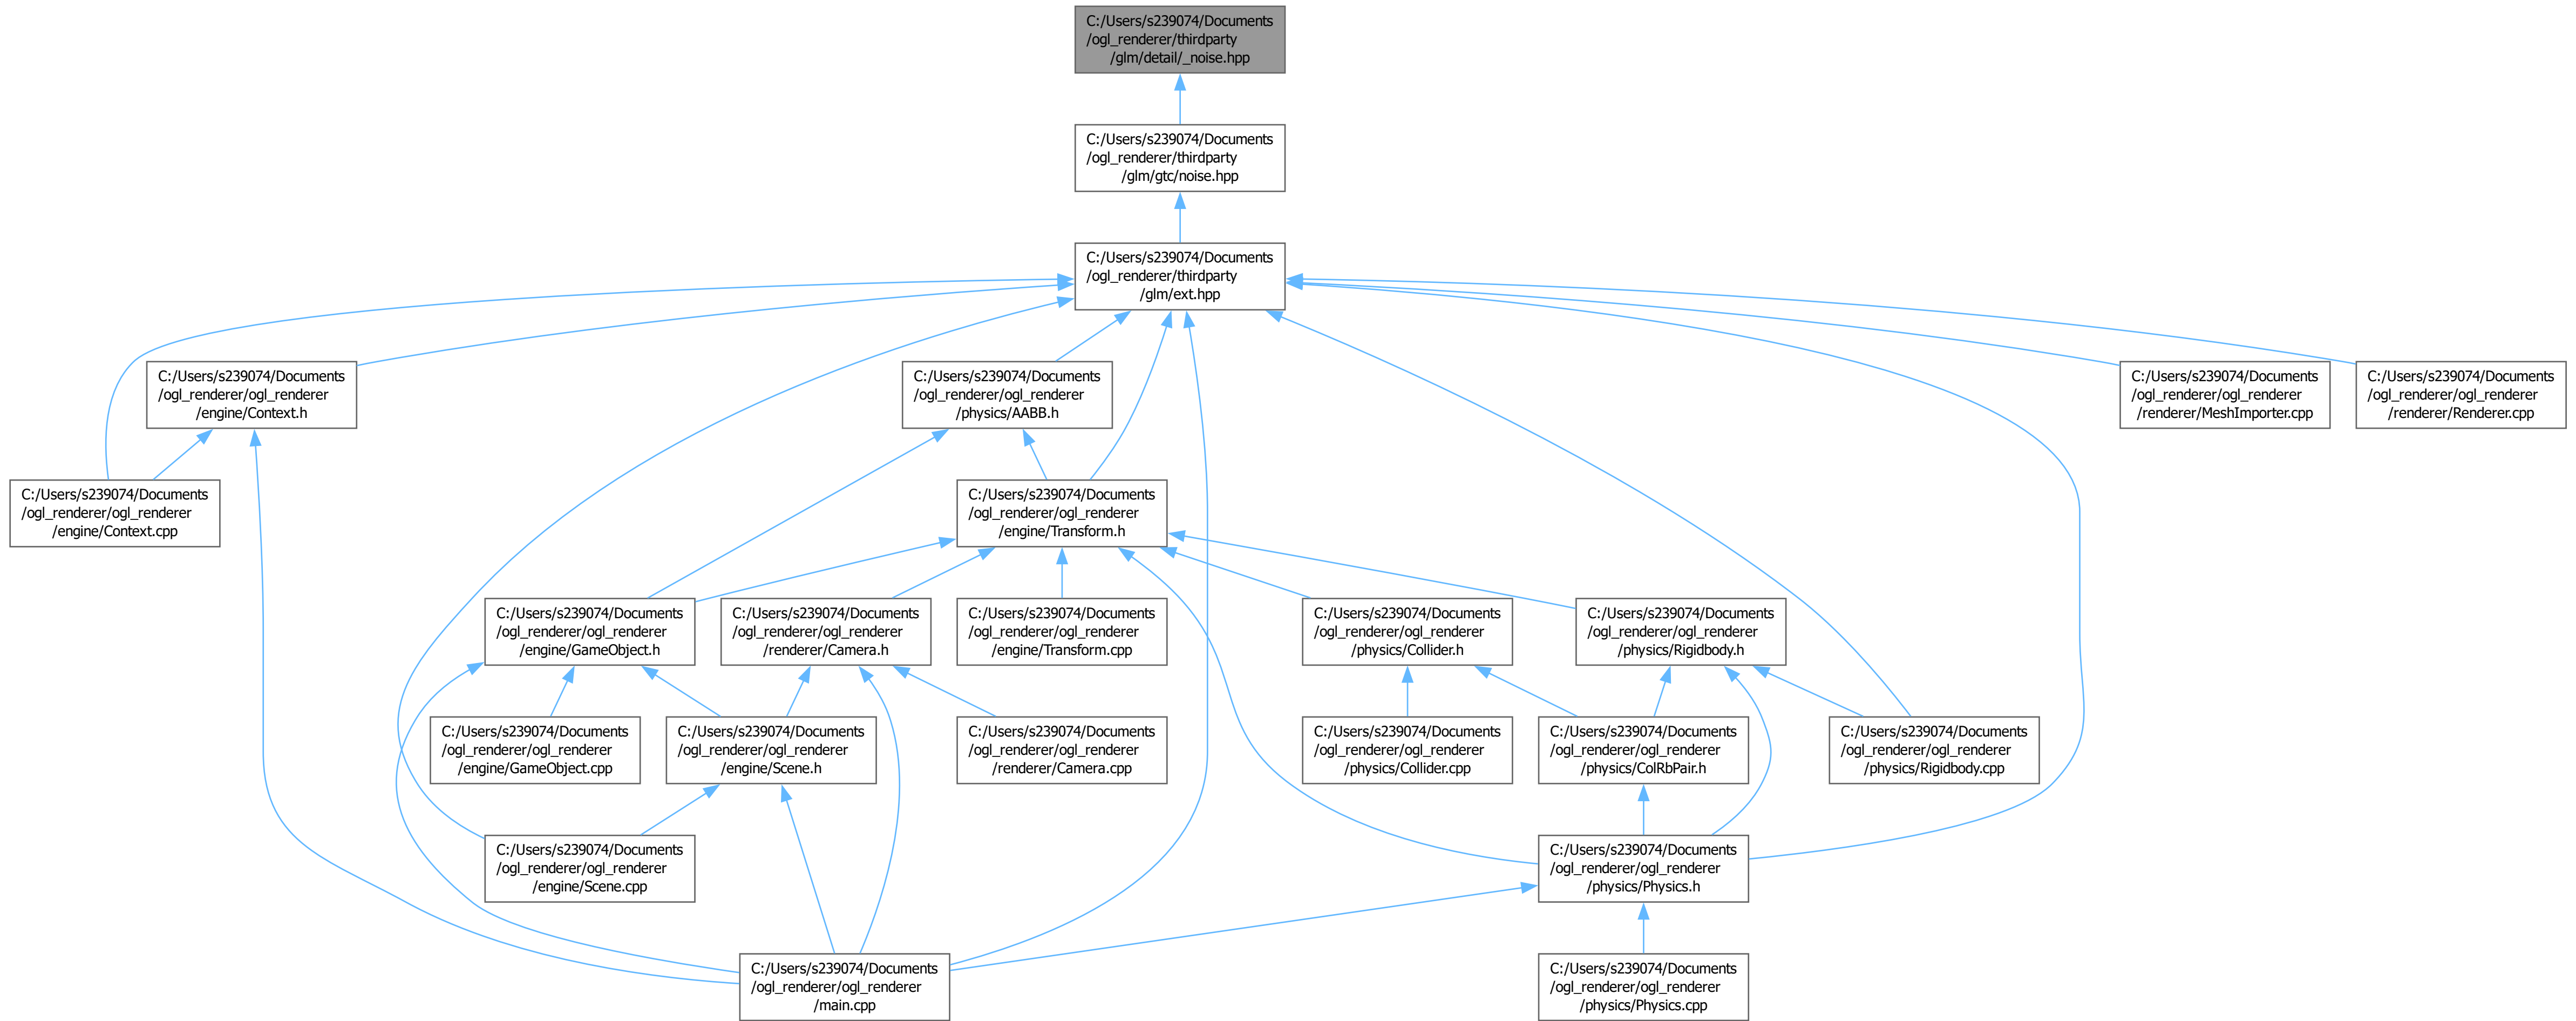 C:/Users/s239074/Documents
/ogl_renderer/thirdparty
/glm/detail/_noise.hpp
C:/Users/s239074/Documents
/ogl_renderer/thirdparty
/glm/gtc/noise.hpp
C:/Users/s239074/Documents
/ogl_renderer/thirdparty
/glm/ext.hpp
C:/Users/s239074/Documents
/ogl_renderer/ogl_renderer
/engine/Context.h
C:/Users/s239074/Documents
/ogl_renderer/ogl_renderer
/physics/AABB.h
C:/Users/s239074/Documents
/ogl_renderer/ogl_renderer
/renderer/MeshImporter.cpp
C:/Users/s239074/Documents
/ogl_renderer/ogl_renderer
/renderer/Renderer.cpp
C:/Users/s239074/Documents
/ogl_renderer/ogl_renderer
/engine/Context.cpp
C:/Users/s239074/Documents
/ogl_renderer/ogl_renderer
/engine/Transform.h
C:/Users/s239074/Documents
/ogl_renderer/ogl_renderer
/engine/GameObject.h
C:/Users/s239074/Documents
/ogl_renderer/ogl_renderer
/renderer/Camera.h
C:/Users/s239074/Documents
/ogl_renderer/ogl_renderer
/engine/Transform.cpp
C:/Users/s239074/Documents
/ogl_renderer/ogl_renderer
/physics/Collider.h
C:/Users/s239074/Documents
/ogl_renderer/ogl_renderer
/physics/Rigidbody.h
C:/Users/s239074/Documents
/ogl_renderer/ogl_renderer
/engine/GameObject.cpp
C:/Users/s239074/Documents
/ogl_renderer/ogl_renderer
/engine/Scene.h
C:/Users/s239074/Documents
/ogl_renderer/ogl_renderer
/renderer/Camera.cpp
C:/Users/s239074/Documents
/ogl_renderer/ogl_renderer
/physics/Collider.cpp
C:/Users/s239074/Documents
/ogl_renderer/ogl_renderer
/physics/ColRbPair.h
C:/Users/s239074/Documents
/ogl_renderer/ogl_renderer
/physics/Rigidbody.cpp
C:/Users/s239074/Documents
/ogl_renderer/ogl_renderer
/engine/Scene.cpp
C:/Users/s239074/Documents
/ogl_renderer/ogl_renderer
/physics/Physics.h
C:/Users/s239074/Documents
/ogl_renderer/ogl_renderer
/main.cpp
C:/Users/s239074/Documents
/ogl_renderer/ogl_renderer
/physics/Physics.cpp